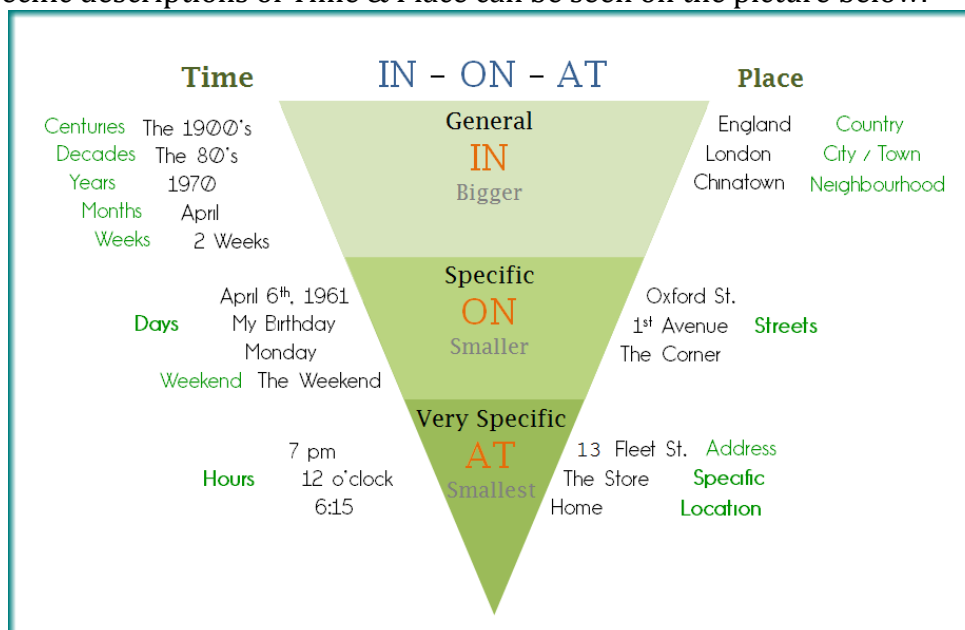 ecific descriptions of Time & Place can be seen on the picture below.
Time IN – ON – AT Place
Centuries The 1900's General England Country
Decades The 80's IN London City / Town
Years 1970 Bigger Chinatown Neighbourhood
Months April
Weeks 2 Weeks
April 6th, 1961 Specific Oxford St.
Days My Birthday ON 1st Avenue Streets
Monday Smaller The Corner
Weekend The Weekend
7 pm Very Specific 13 Fleet St. Address
Hours 12 o'clock AT The Store Specific
6:15 Smallest Home Location